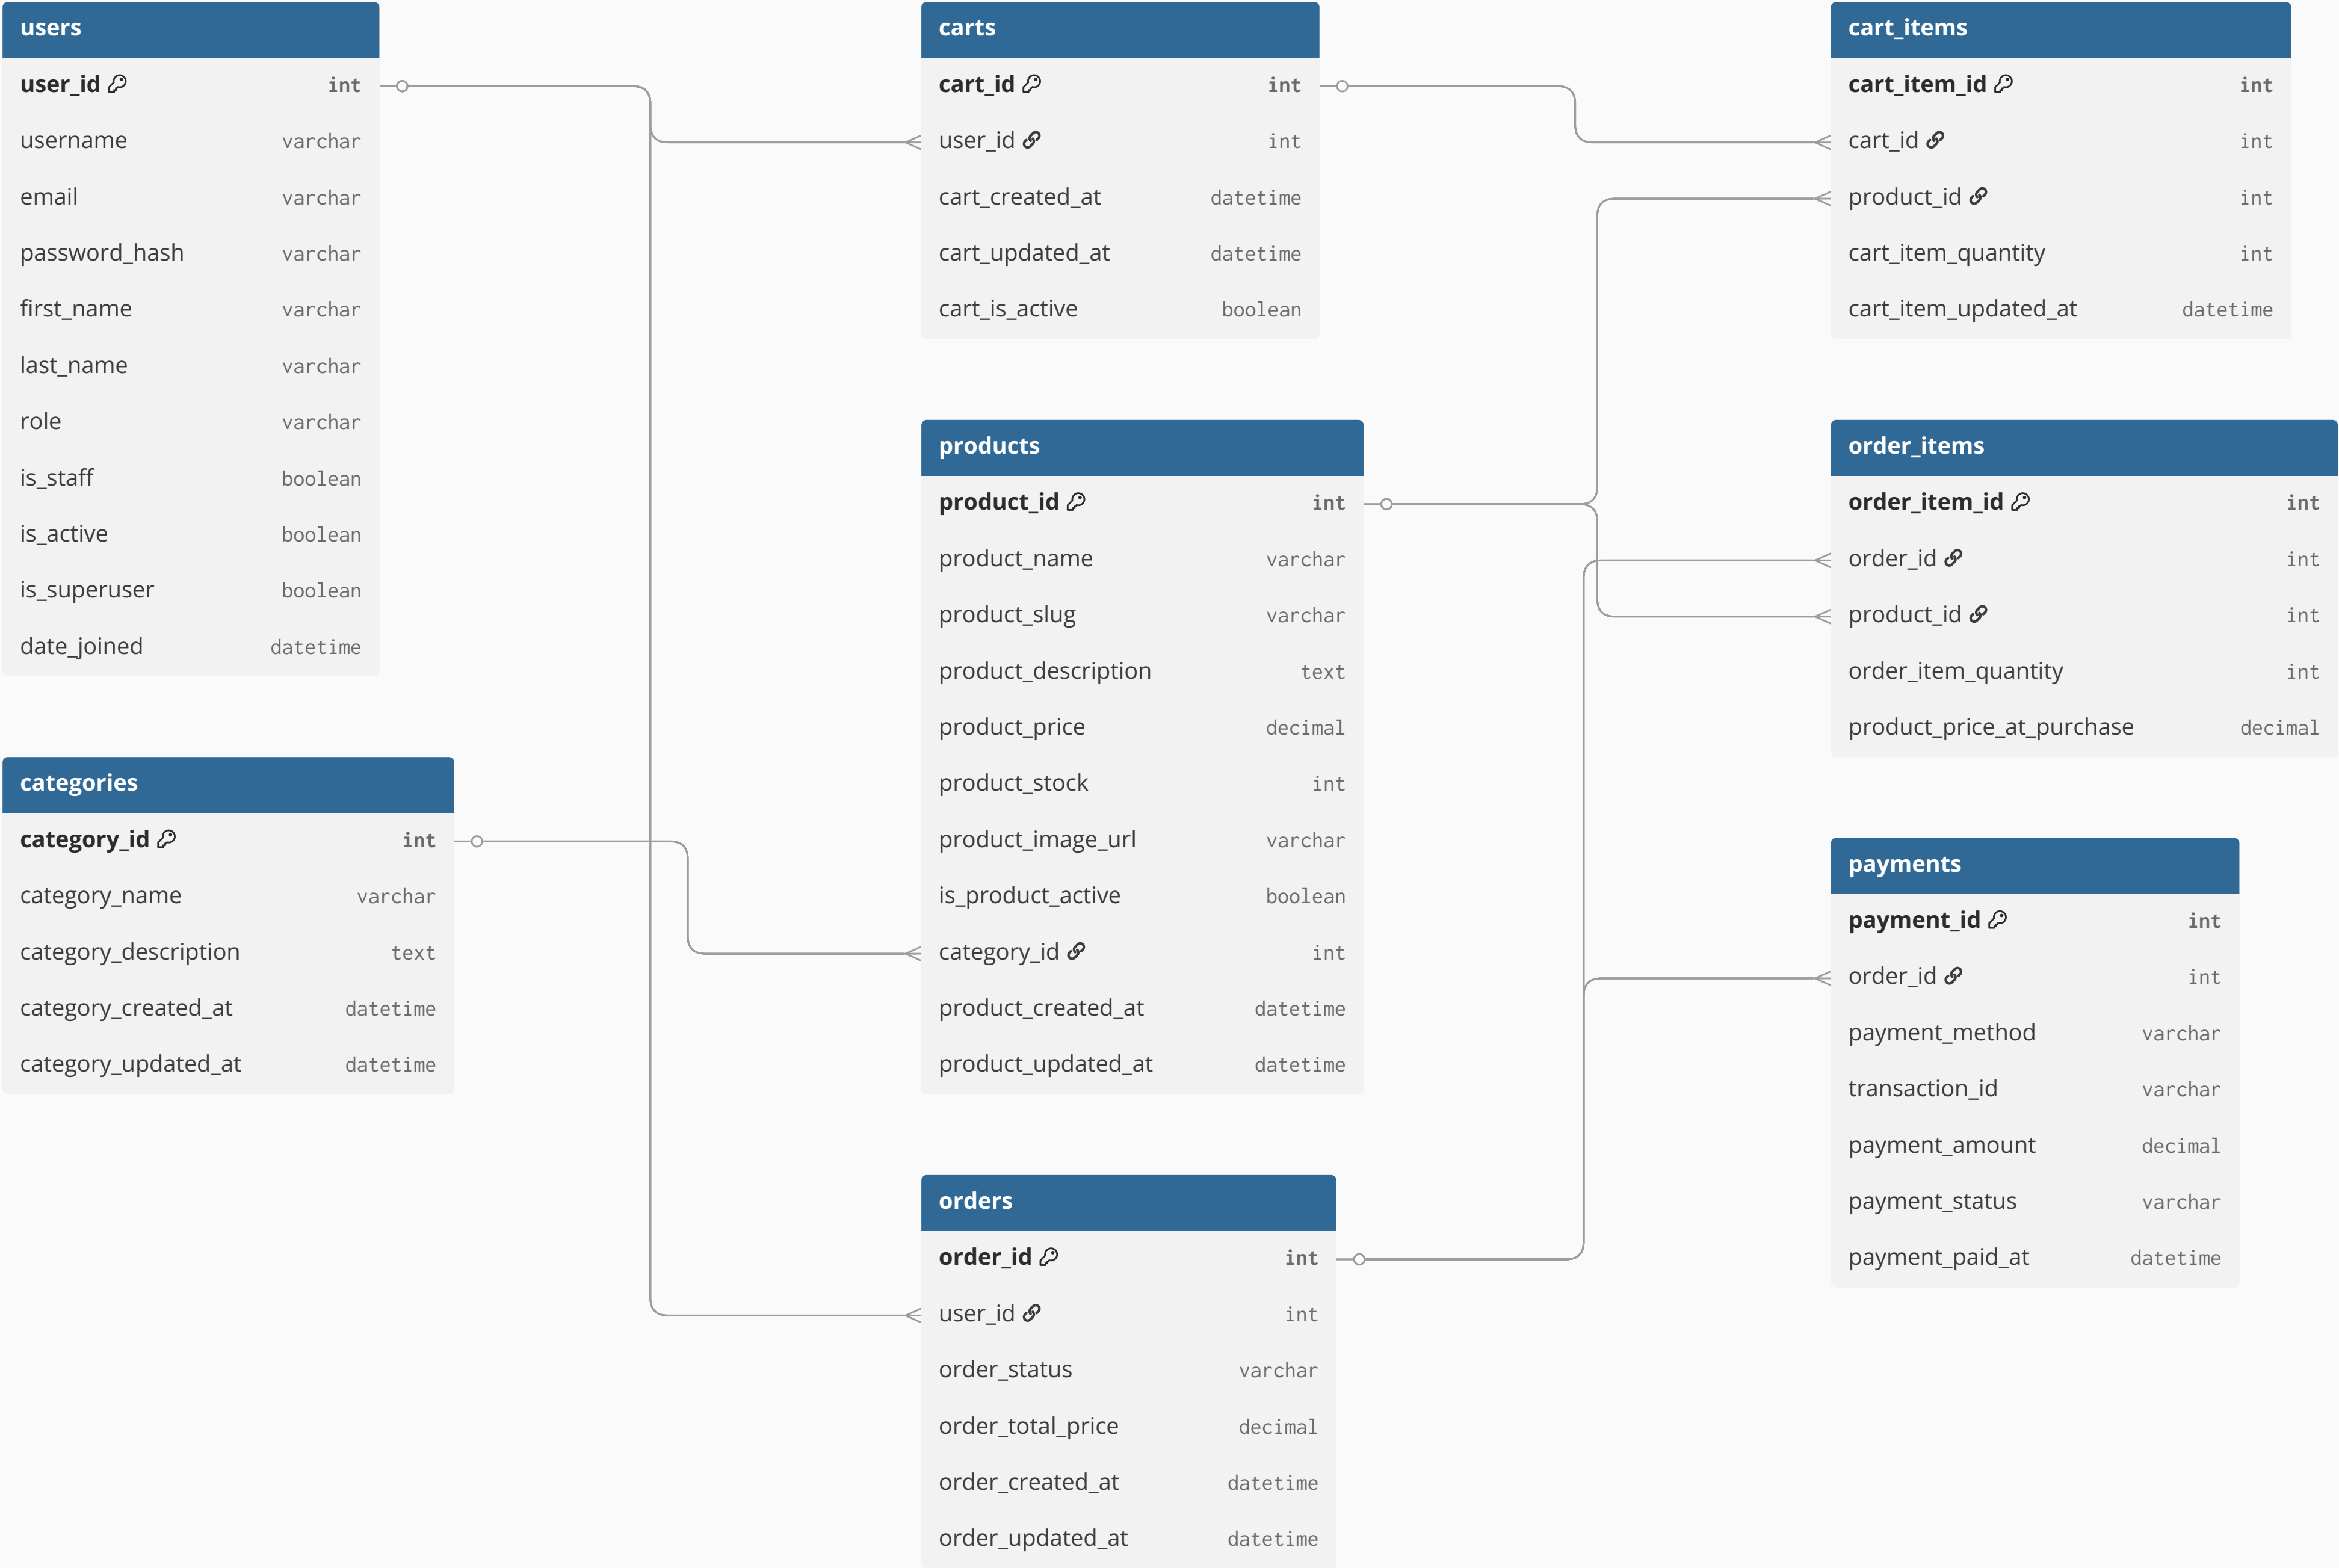 users
user_id int
username varchar
email varchar
password_hash varchar
first_name varchar
last_name varchar
role varchar
is_staff boolean
is_active boolean
is_superuser boolean
date_joined datetime
categories
category_id int
category_name varchar
category_description text
category_created_at datetime
category_updated_at datetime
carts
cart_id int
user_id int
cart_created_at datetime
cart_updated_at datetime
cart_is_active boolean
products
product_id int
product_name varchar
product_slug varchar
product_description text
product_price decimal
product_stock int
product_image_url varchar
is_product_active boolean
category_id int
product_created_at datetime
product_updated_at datetime
orders
order_id int
user_id int
order_status varchar
order_total_price decimal
order_created_at datetime
order_updated_at datetime
cart_items
cart_item_id int
cart_id int
product_id int
cart_item_quantity int
cart_item_updated_at datetime
order_items
order_item_id int
order_id int
product_id int
order_item_quantity int
product_price_at_purchase decimal
payments
payment_id int
order_id int
payment_method varchar
transaction_id varchar
payment_amount decimal
payment_status varchar
payment_paid_at datetime